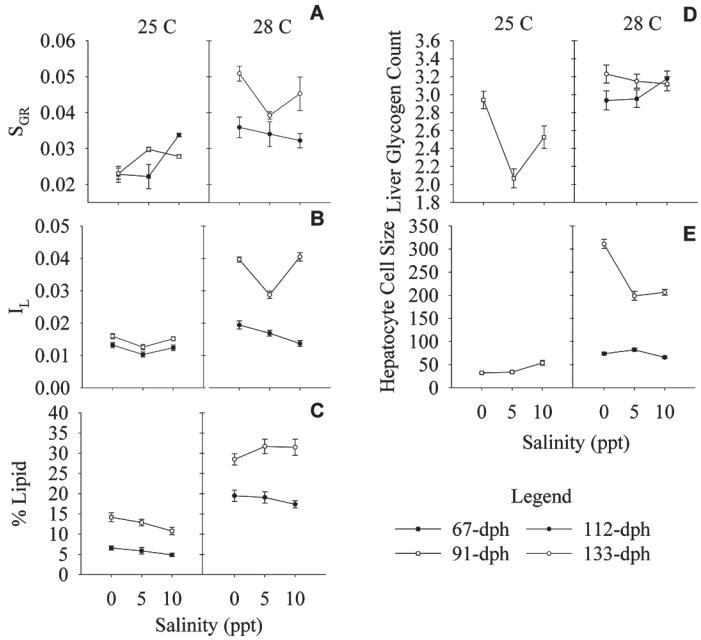 25 C 28 C A
S_GR
0.06
0.05
0.04
0.03
0.02
B
I_L
0.05
0.04
0.03
0.02
0.01
0.00
C
% Lipid
40
35
30
25
20
15
10
5
0
0 5 10 0 5 10
Salinity (ppt)
25 C 28 C D
Liver Glycogen Count
3.6
3.4
3.2
3.0
2.8
2.6
2.4
2.2
2.0
1.8
E
Hepatocyte Cell Size
350
300
250
200
150
100
50
0
0 5 10 0 5 10
Salinity (ppt)
Legend
67-dph 112-dph
91-dph 133-dph